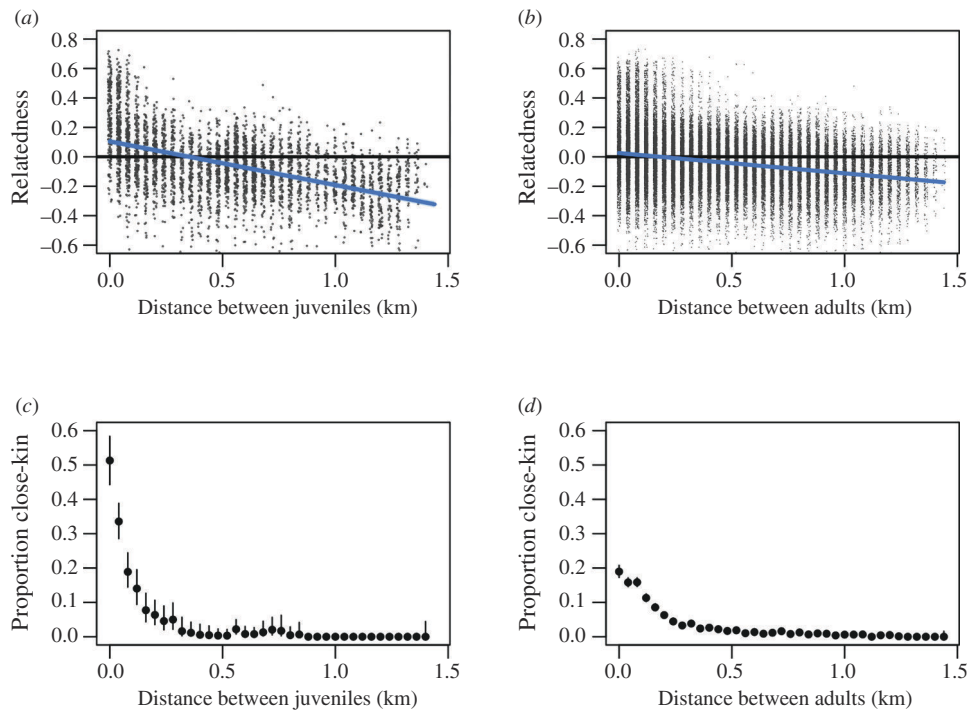 (a)
Relatedness
0.8
0.6
0.4
0.2
0.0
−0.2
−0.4
−0.6
0.0 0.5 1.0 1.5
Distance between juveniles (km)
(b)
Relatedness
0.8
0.6
0.4
0.2
0.0
−0.2
−0.4
−0.6
0.0 0.5 1.0 1.5
Distance between adults (km)
(c)
Proportion close-kin
0.6
0.5
0.4
0.3
0.2
0.1
0.0
0.0 0.5 1.0 1.5
Distance between juveniles (km)
(d)
Proportion close-kin
0.6
0.5
0.4
0.3
0.2
0.1
0.0
0.0 0.5 1.0 1.5
Distance between adults (km)